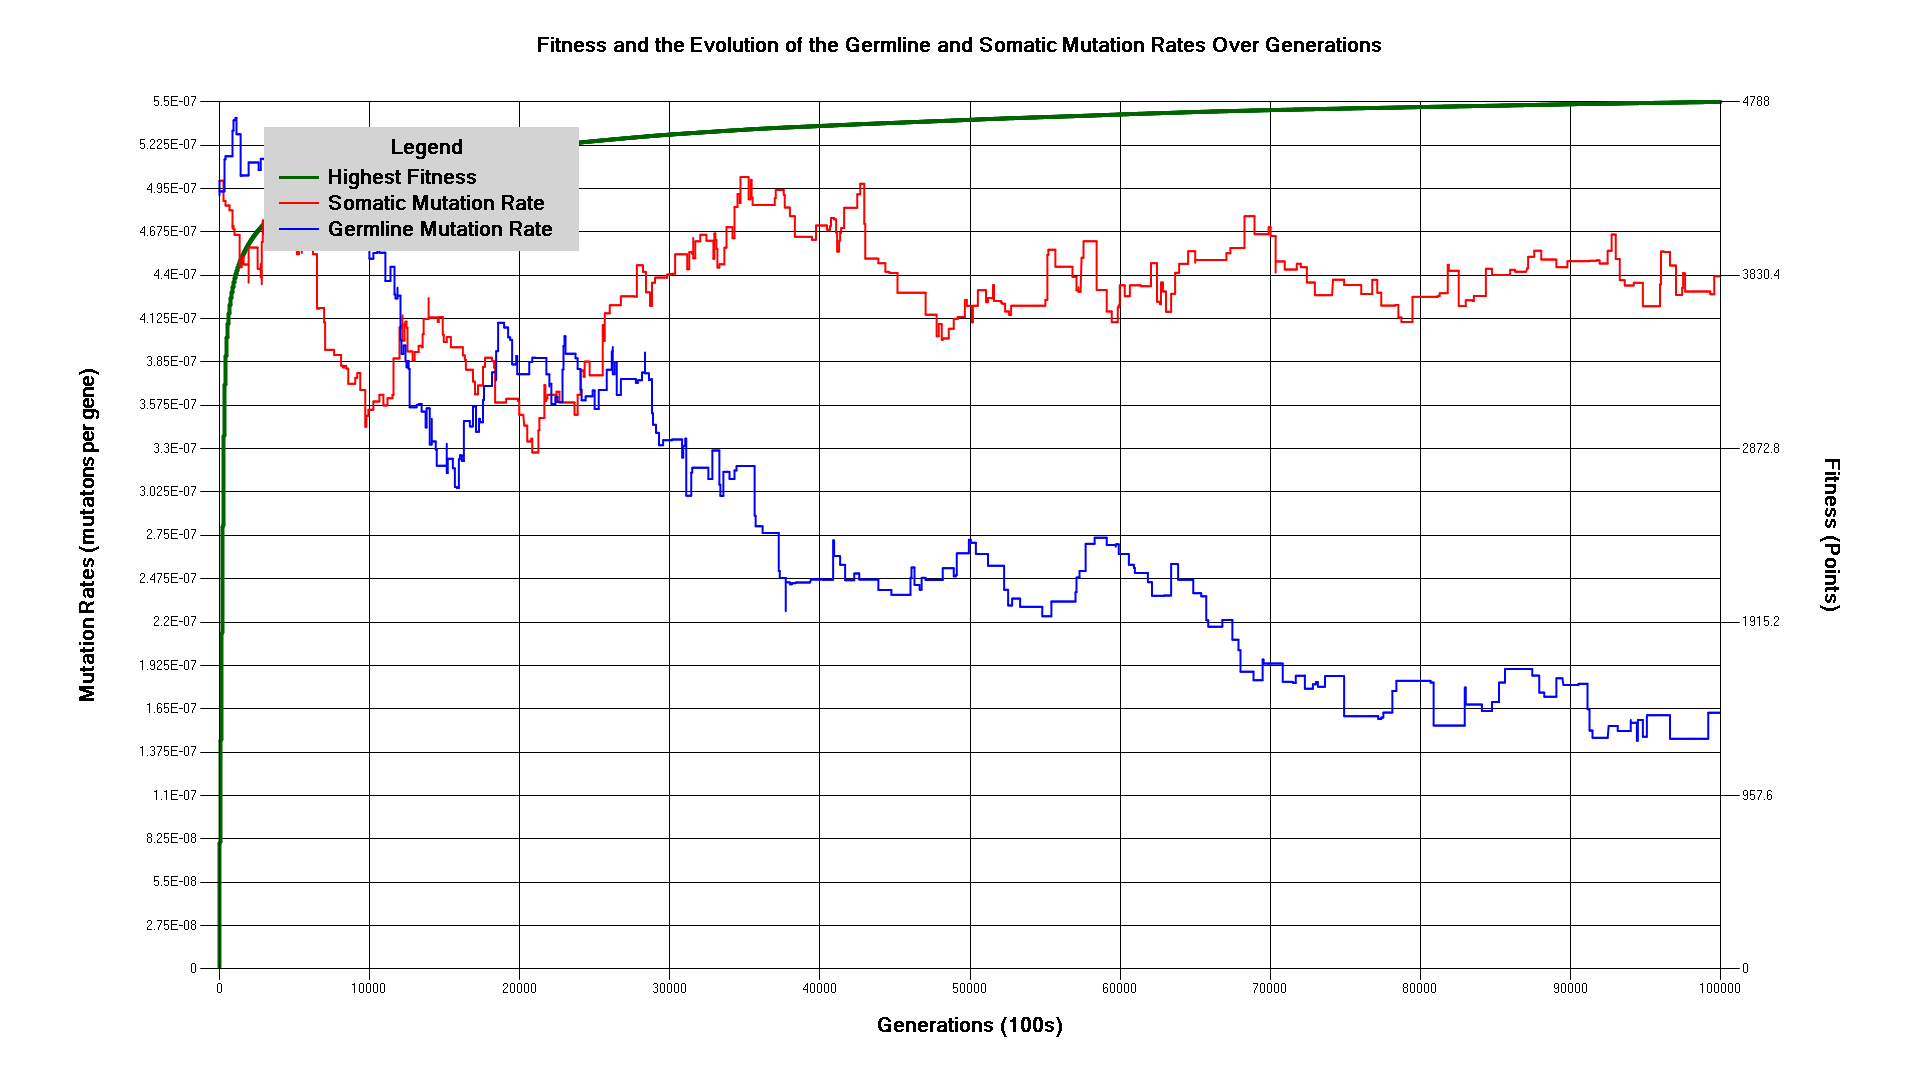 Fitness and the Evolution of the Germline and Somatic Mutation Rates Over Generations
Legend
Highest Fitness
Somatic Mutation Rate
Germline Mutation Rate
Mutation Rates (mutatons per gene)
5.5E-07
5.225E-07
4.95E-07
4.675E-07
4.4E-07
4.125E-07
3.85E-07
3.575E-07
3.3E-07
3.025E-07
2.75E-07
2.475E-07
2.2E-07
1.925E-07
1.65E-07
1.375E-07
1.1E-07
8.25E-08
5.5E-08
2.75E-08
0
4788
3830.4
2872.8
1915.2
957.6
0
Fitness (Points)
0 10000 20000 30000 40000 50000 60000 70000 80000 90000 100000
Generations (100s)